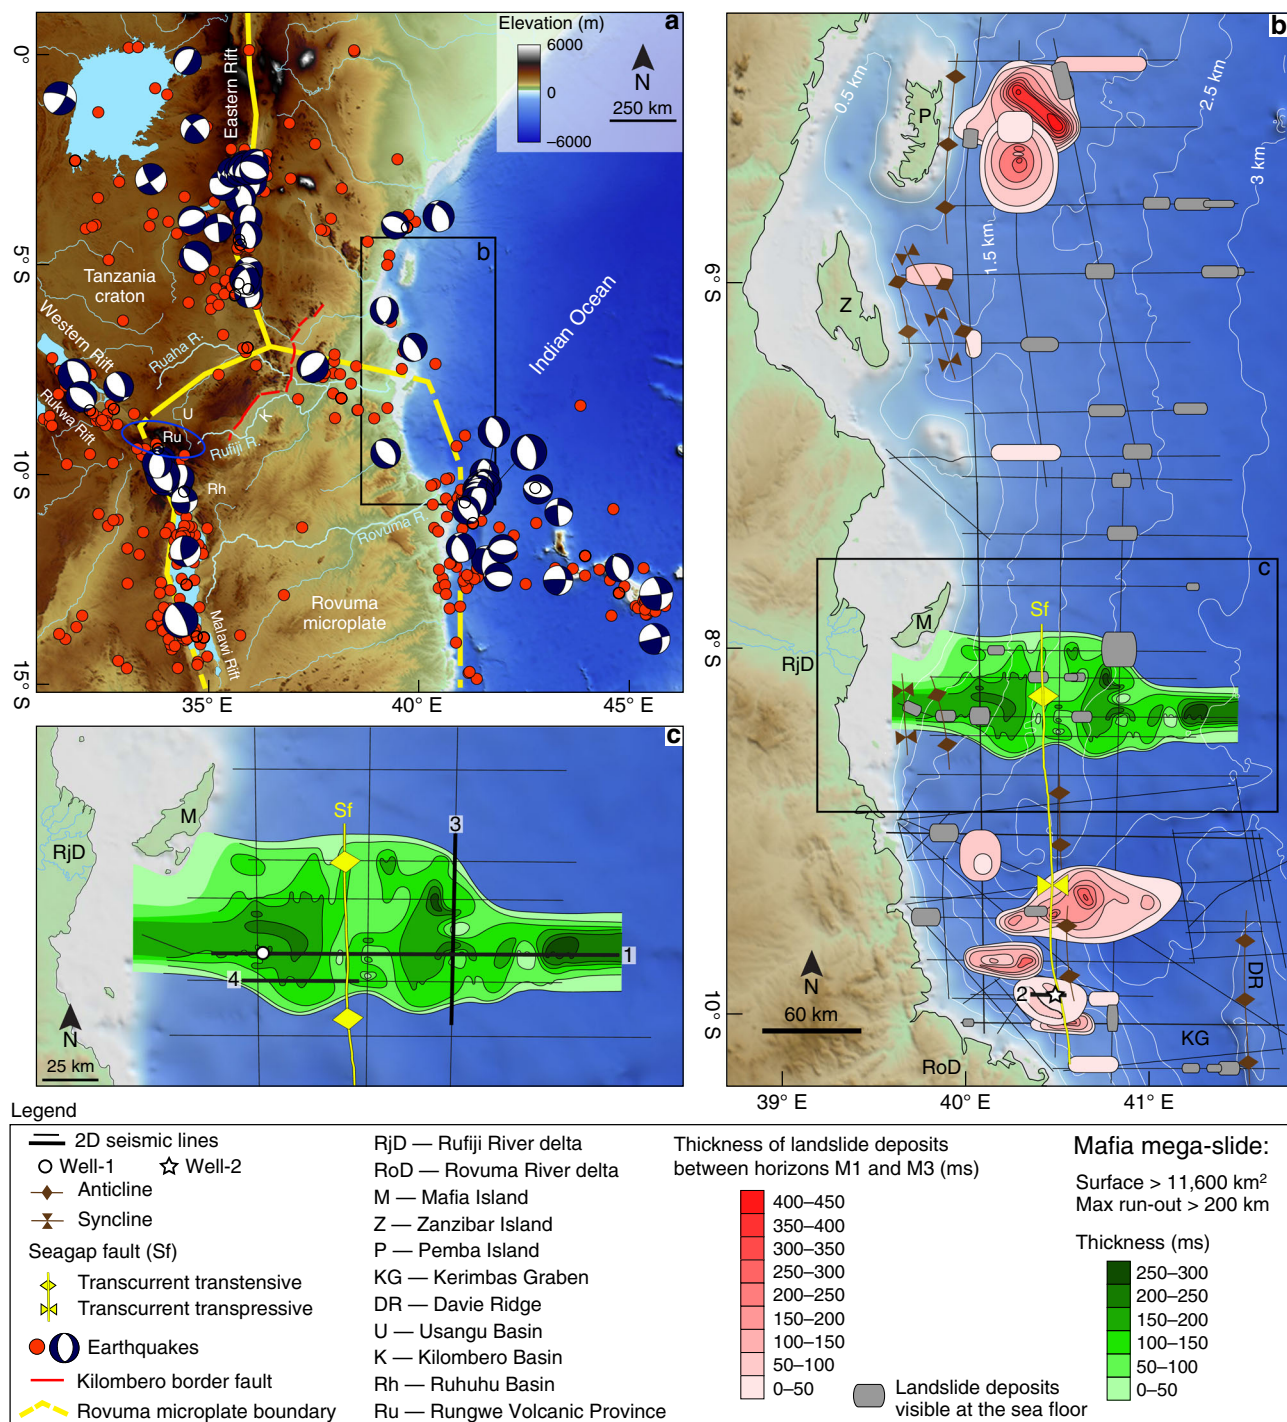 a
Elevation (m)
6000
0
−6000
N
250 km
0°
5° S
10° S
15° S
35°
40° E
45° E
Eastern Rift
Tanzania
craton
Western Rift
Rukwa Rift
Ruaha R.
U
K
Ru
Rufiji R.
Rh
Rovuma R.
Rovuma
microplate
Malawi Rift
Indian Ocean
b
b
0.5 km
1.5 km
2.5 km
3 km
P
Z
M
RjD
Sf
c
N
60 km
2
RoD
KG
DR
9° S
8° S
10° S
39° E
40° E
41° E
c
M
RjD
Sf
3
1
4
N
25 km
Legend
2D seismic lines
Well-1
Well-2
Anticline
Syncline
Seagap fault (Sf)
Transcurrent transtensive
Transcurrent transpressive
Earthquakes
Kilombero border fault
Rovuma microplate boundary
RjD — Rufiji River delta
RoD — Rovuma River delta
M — Mafia Island
Z — Zanzibar Island
P — Pemba Island
KG — Kerimbas Graben
DR — Davie Ridge
U — Usangu Basin
K — Kilombero Basin
Rh — Ruhuhu Basin
Ru — Rungwe Volcanic Province
Thickness of landslide deposits
between horizons M1 and M3 (ms)
400–450
350–400
300–350
250–300
200–250
150–200
100–150
50–100
0–50
Landslide deposits
visible at the sea floor
Mafia mega-slide:
Surface > 11,600 km²
Max run-out > 200 km
Thickness (ms)
250–300
200–250
150–200
100–150
50–100
0–50